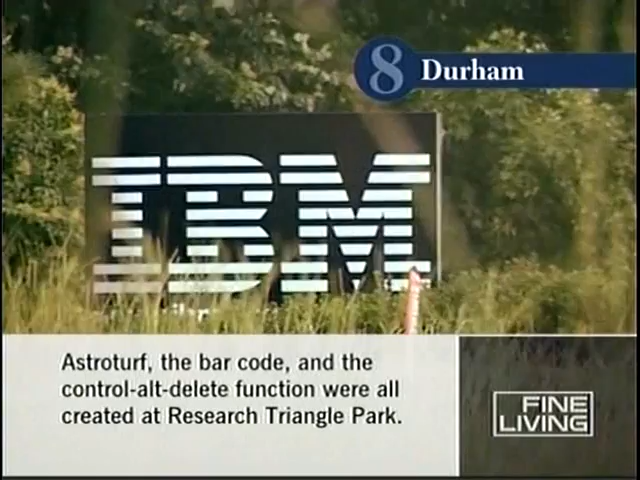 8 Durham
IBM
Astroturf, the bar code, and the
control-alt-delete function were all
created at Research Triangle Park.
FINE
LIVING